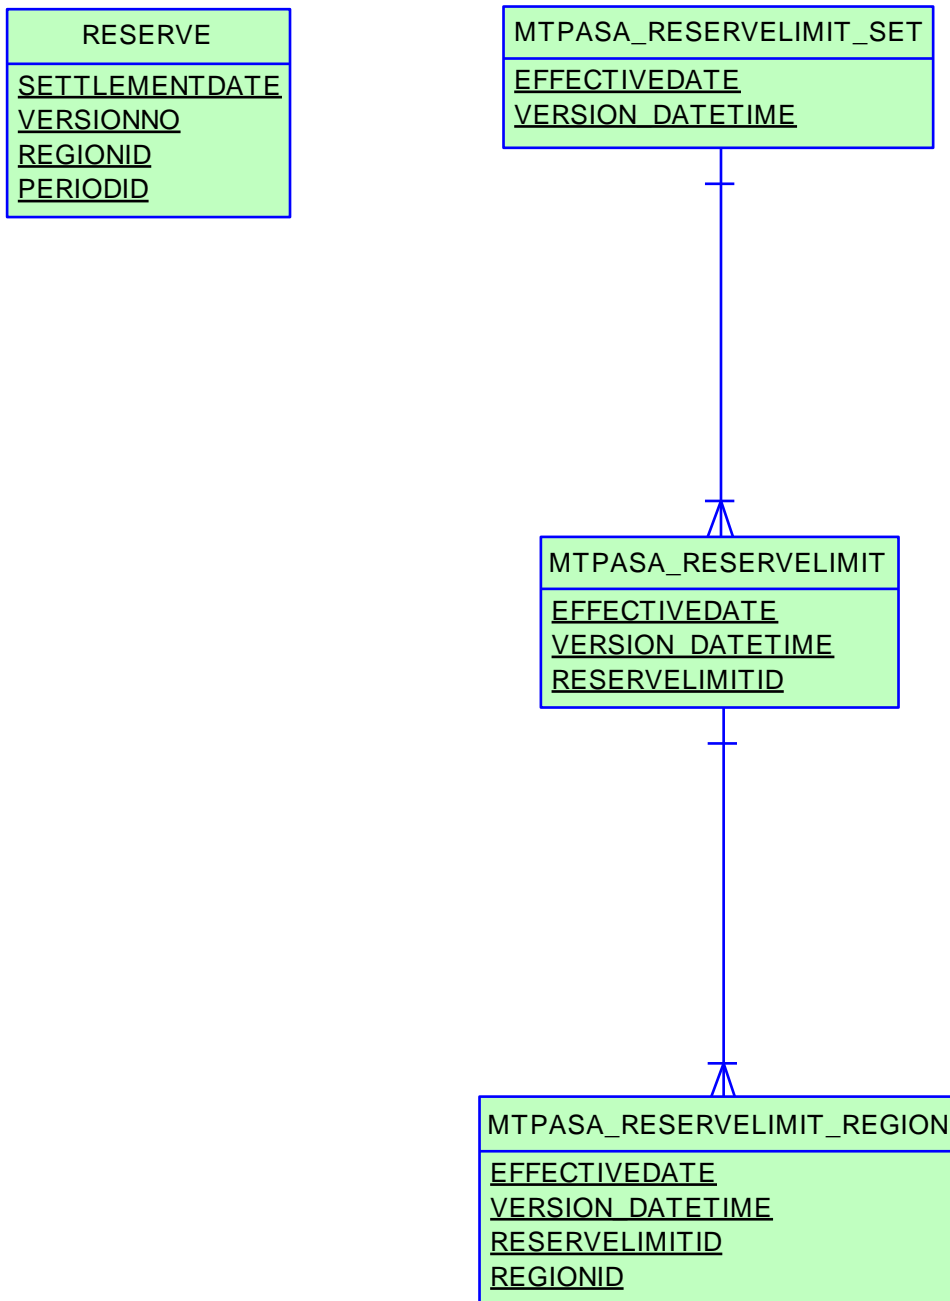 RESERVE
SETTLEMENTDATE
VERSIONNO
REGIONID
PERIODID
MTPASA_RESERVELIMIT_SET
EFFECTIVEDATE
VERSION_DATETIME
MTPASA_RESERVELIMIT
EFFECTIVEDATE
VERSION_DATETIME
RESERVELIMITID
MTPASA_RESERVELIMIT_REGION
EFFECTIVEDATE
VERSION_DATETIME
RESERVELIMITID
REGIONID